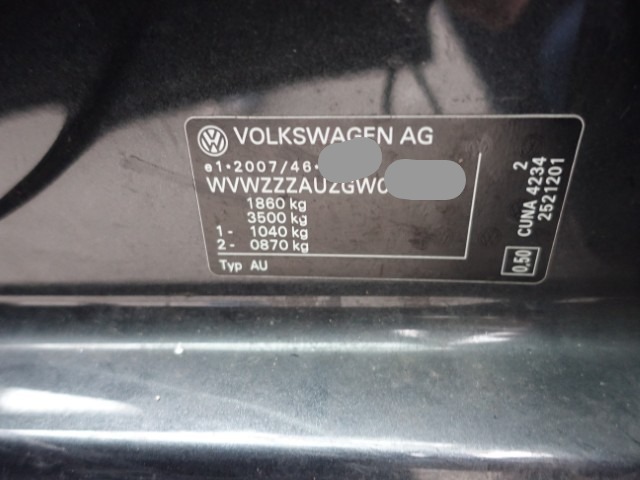 VOLKSWAGEN AG
e1*2007/46*
WVWZZZAUZGW0
1860 kg
3500 kg
1 - 1040 kg
2 - 0870 kg
Typ AU
0,50
CUNA 4234
2
2521201